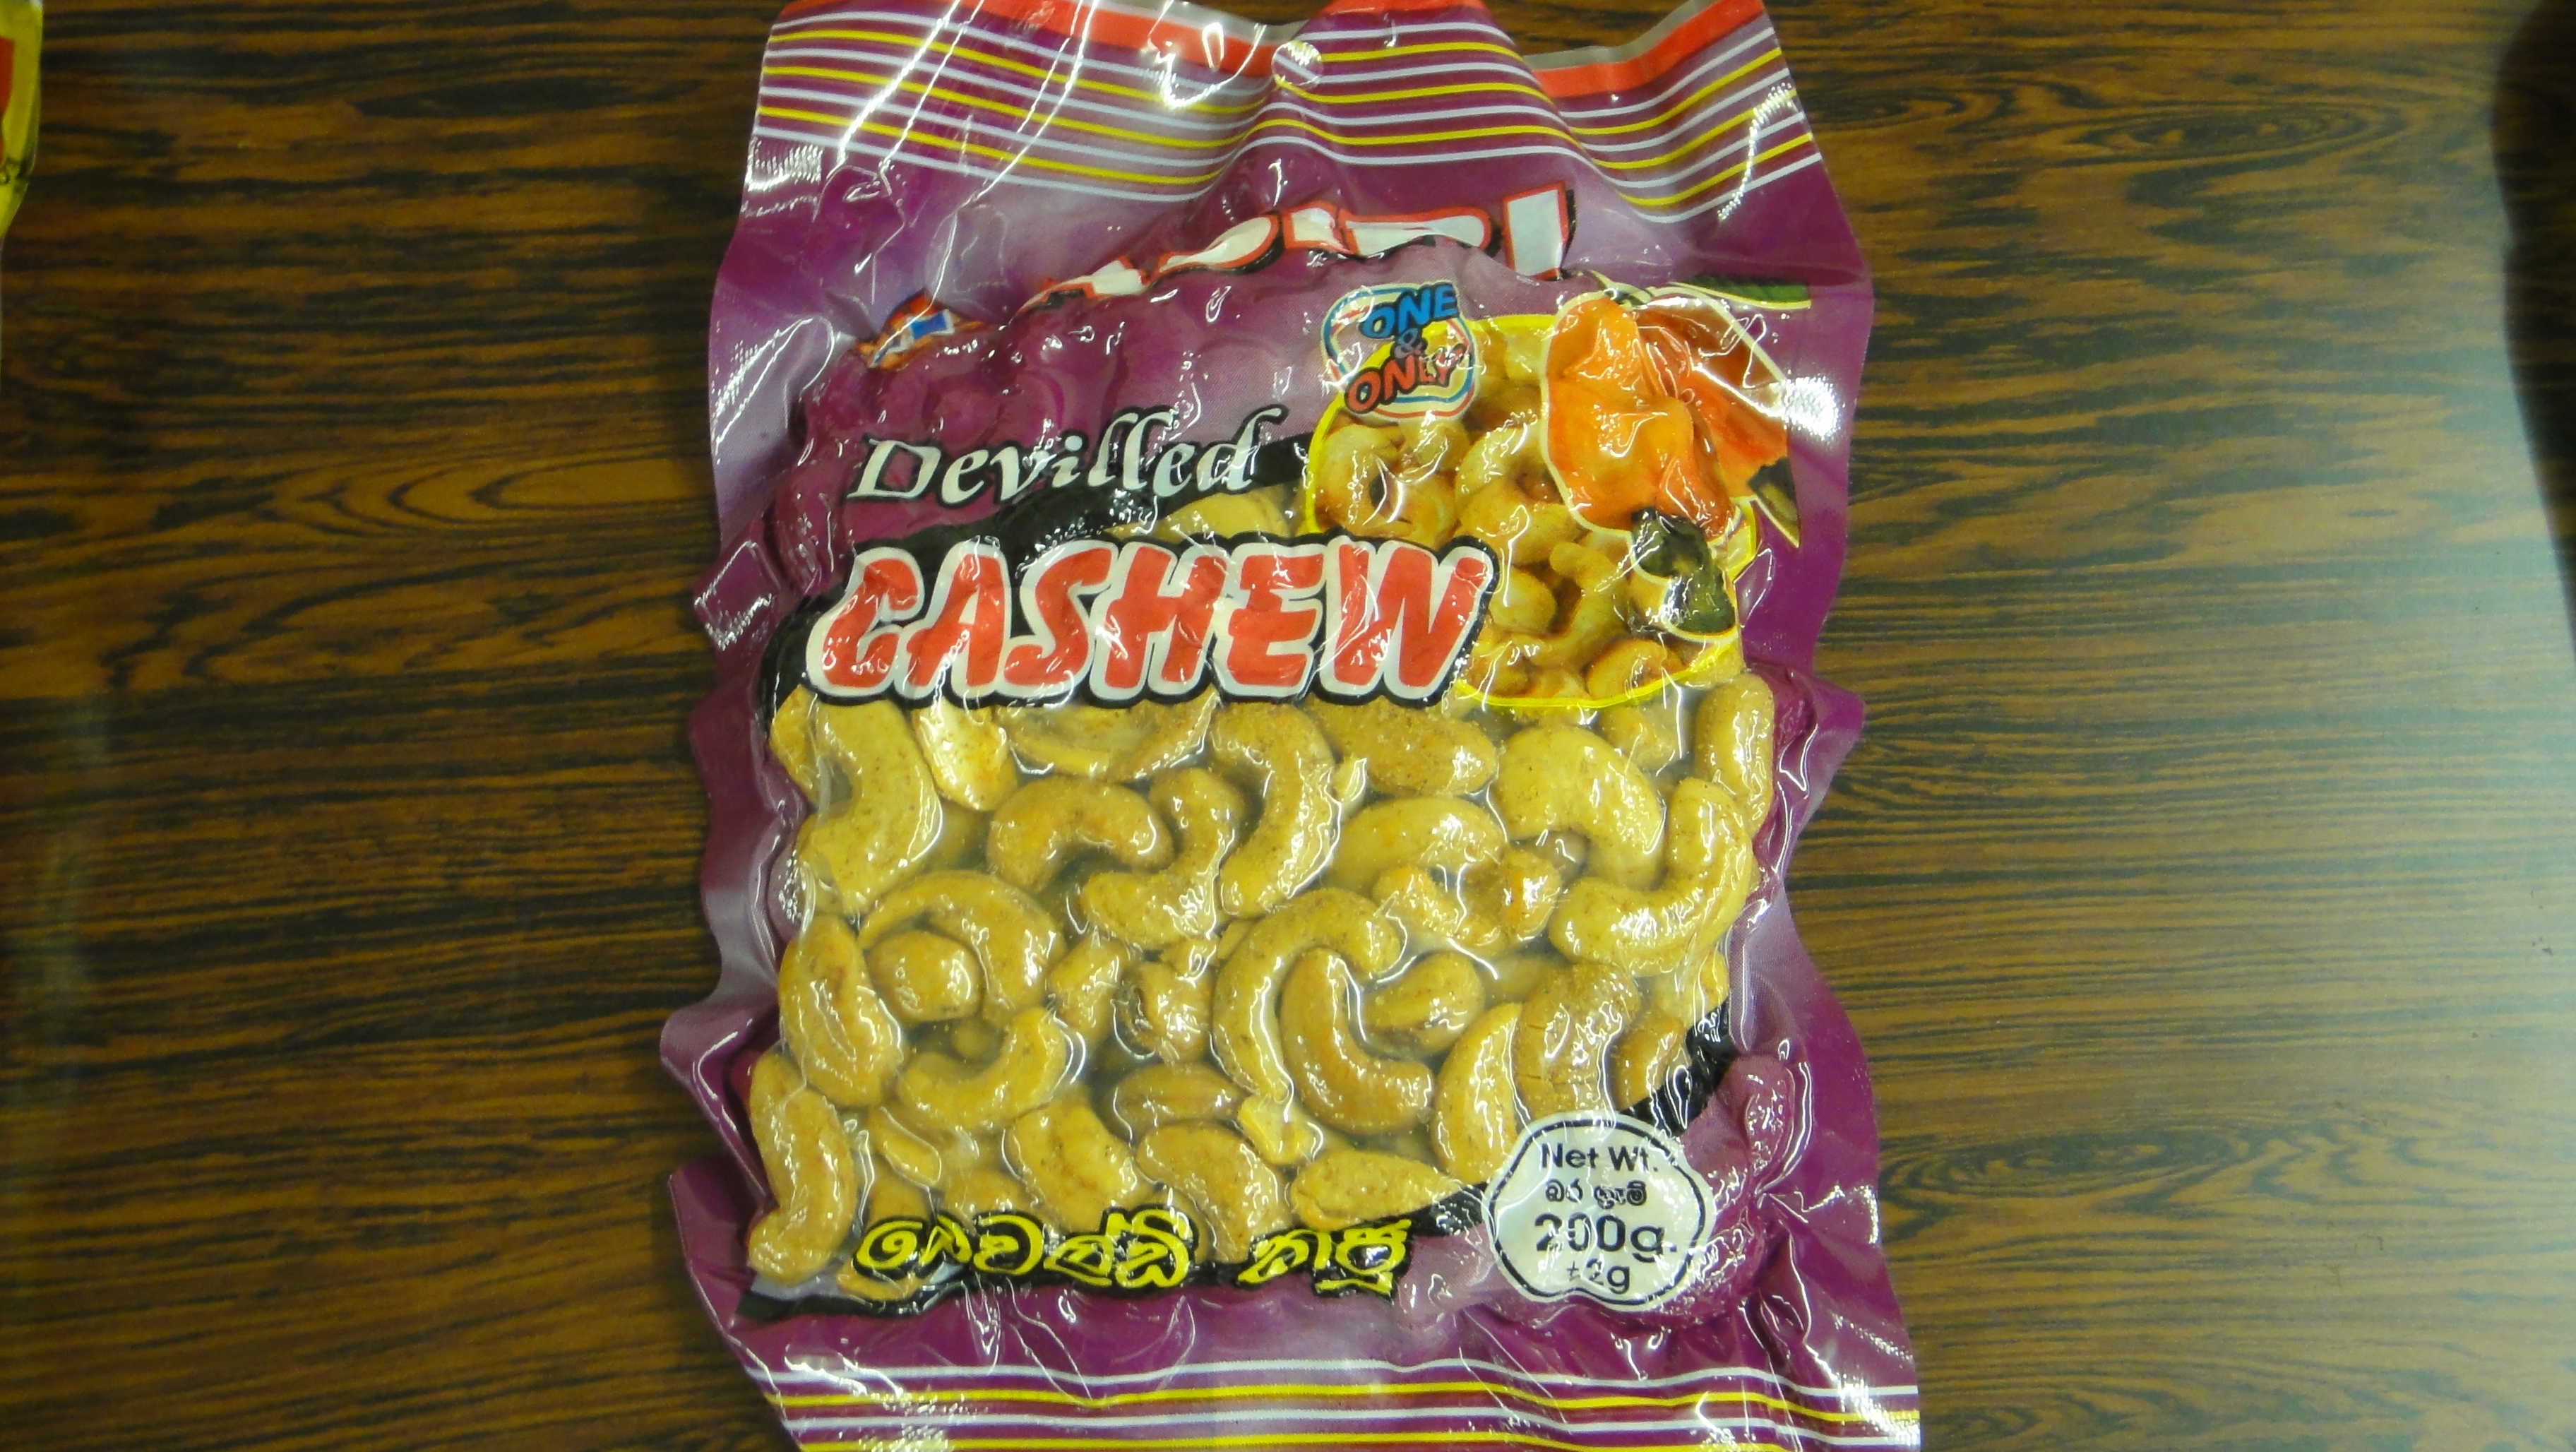 ONE
&
ONLY
Devilled
CASHEW
Net Wt.
බර ග්‍රෑම්
200g.
±2g
ඩෙවල්ඩ් කජු